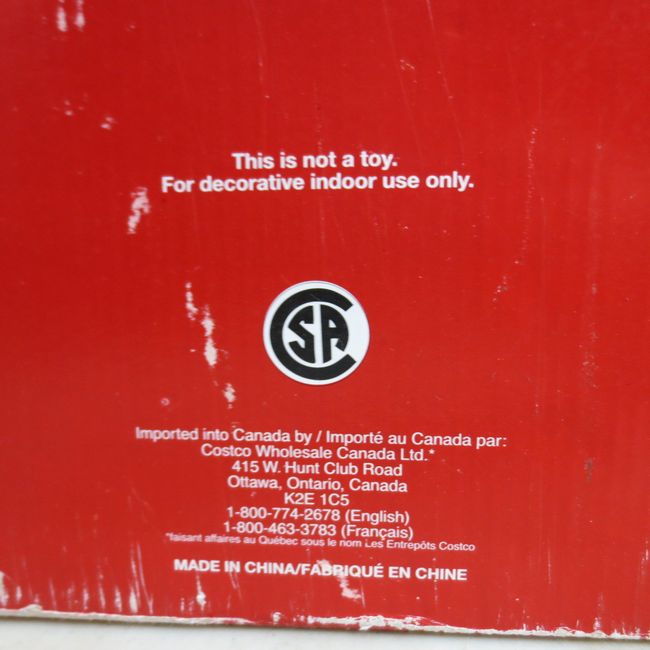 This is not a toy.
For decorative indoor use only.
CSA
Imported into Canada by / Importé au Canada par:
Costco Wholesale Canada Ltd.*
415 W. Hunt Club Road
Ottawa, Ontario, Canada
K2E 1C5
1-800-774-2678 (English)
1-800-463-3783 (Français)
*faisant affaires au Québec sous le nom Les Entrepôts Costco
MADE IN CHINA/FABRIQUÉ EN CHINE